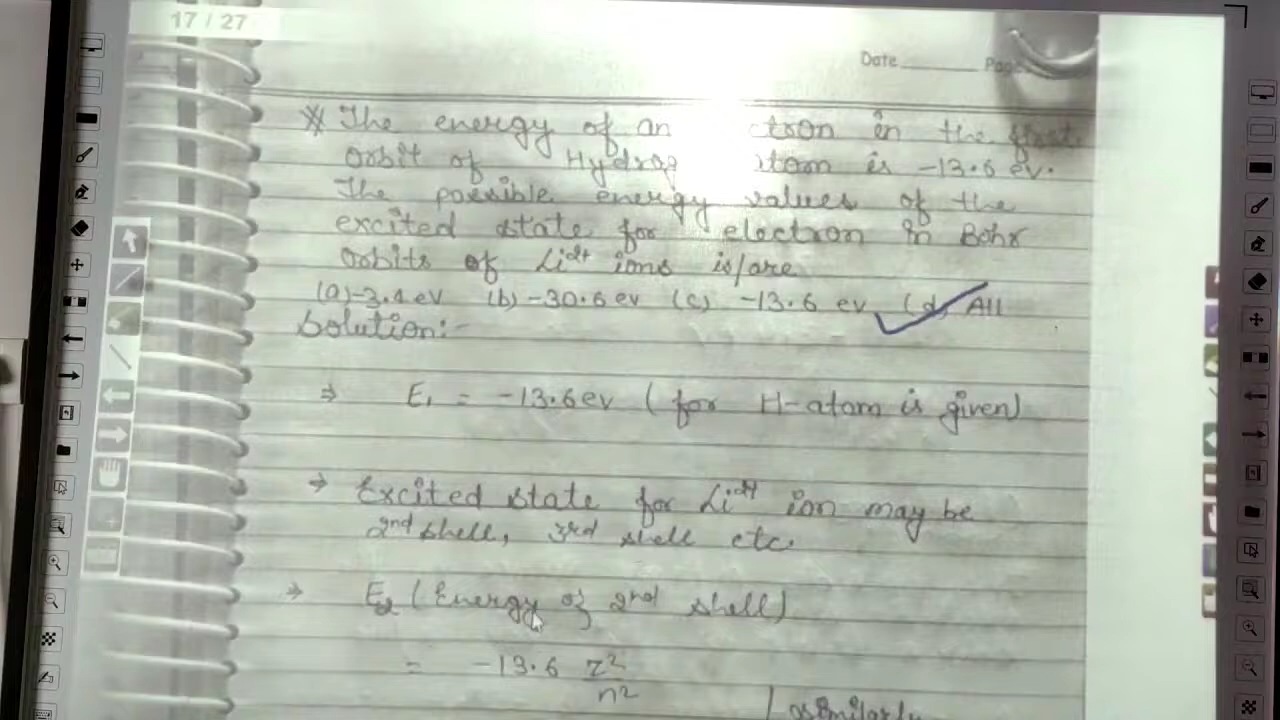 17 / 27
Date
* The energy of an ctron in the first
orbit of Hydrog atom is -13.6 ev.
The possible energy values of the
excited state for electron in Bohr
orbits of Li²⁺ ions is/are
(a) -3.4 ev (b) -30.6 ev (c) -13.6 ev (d) All
Solution:-
⇒ E₁ = -13.6 ev (for H-atom is given)
→ Excited state for Li²⁺ ion may be
2nd shell, 3rd shell etc.
⇒ E₂ (Energy of 2nd shell)
= -13.6 z²
n²
similarly